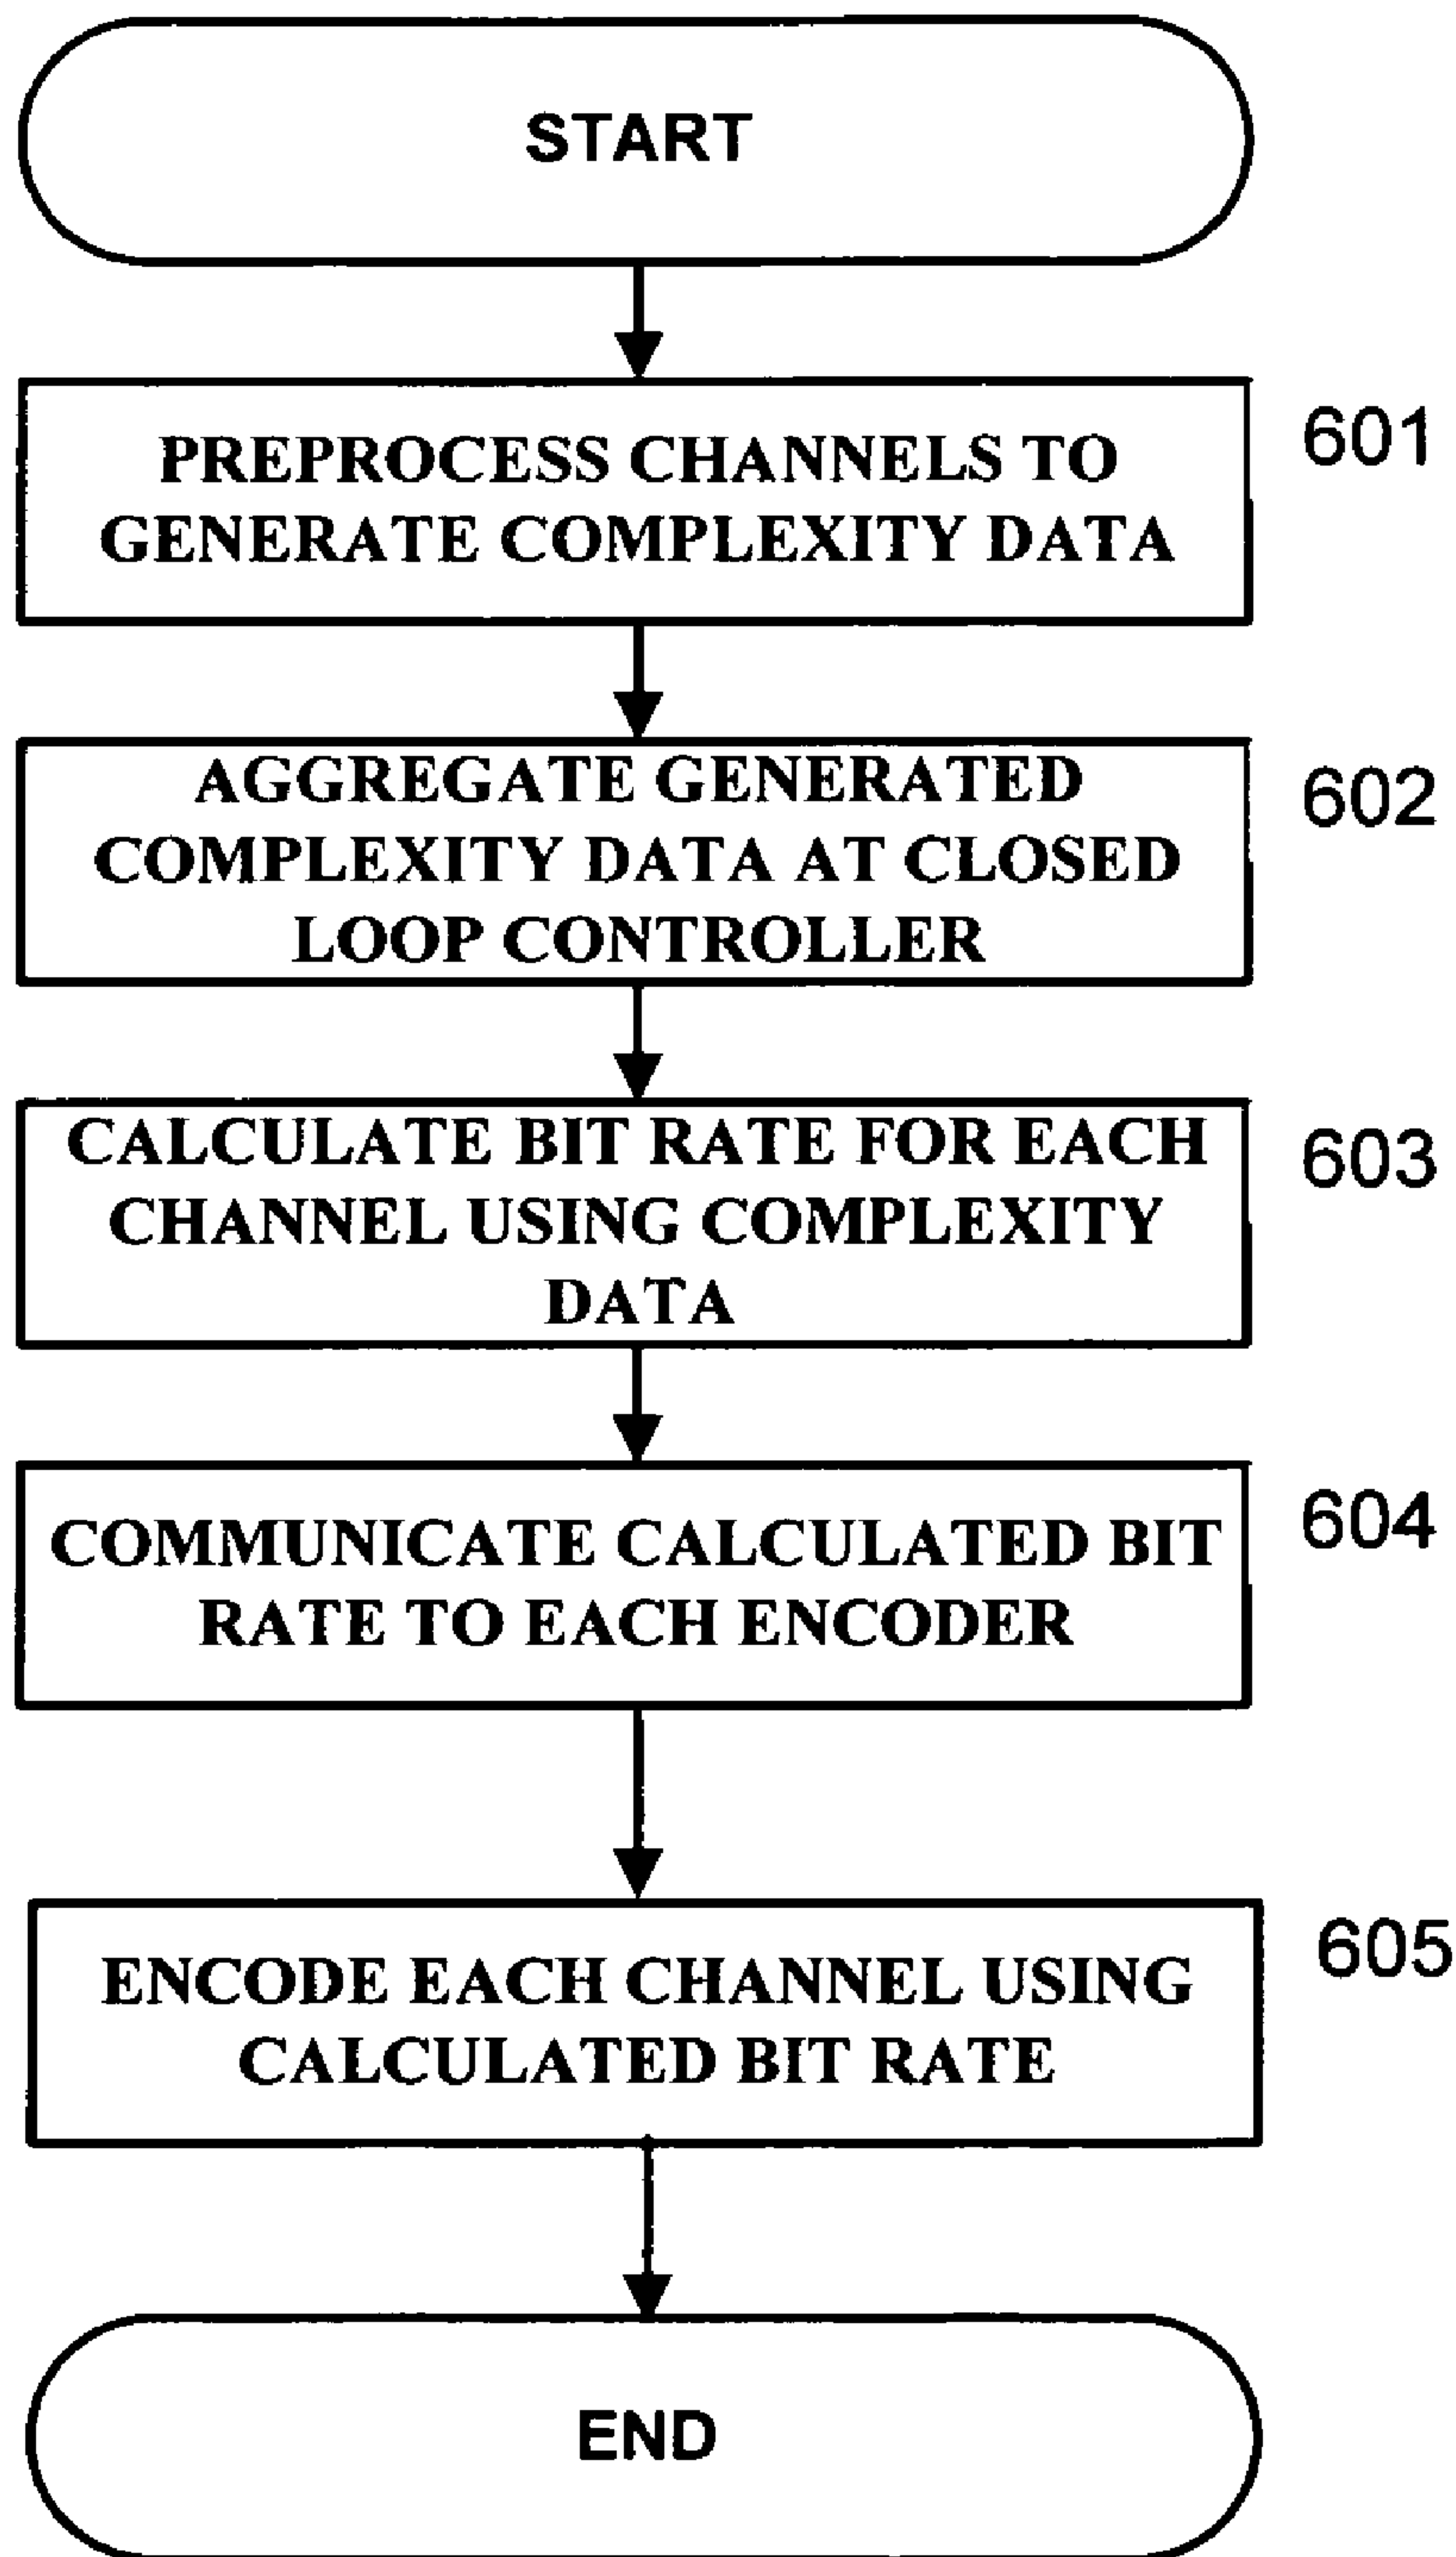 START
PREPROCESS CHANNELS TO
GENERATE COMPLEXITY DATA
601
AGGREGATE GENERATED
COMPLEXITY DATA AT CLOSED
LOOP CONTROLLER
602
CALCULATE BIT RATE FOR EACH
CHANNEL USING COMPLEXITY
DATA
603
COMMUNICATE CALCULATED BIT
RATE TO EACH ENCODER
604
ENCODE EACH CHANNEL USING
CALCULATED BIT RATE
605
END